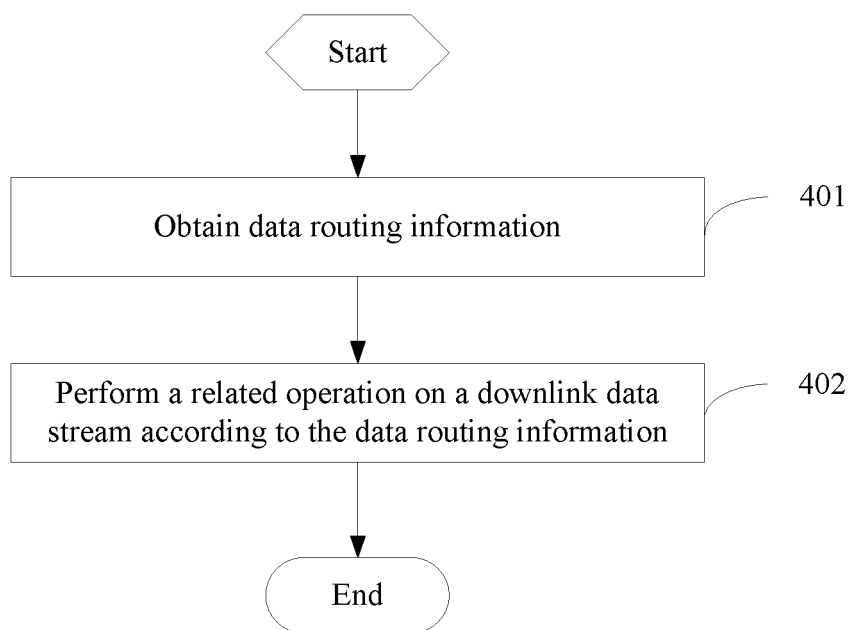 Start
401
Obtain data routing information
402
Perform a related operation on a downlink data
stream according to the data routing information
End